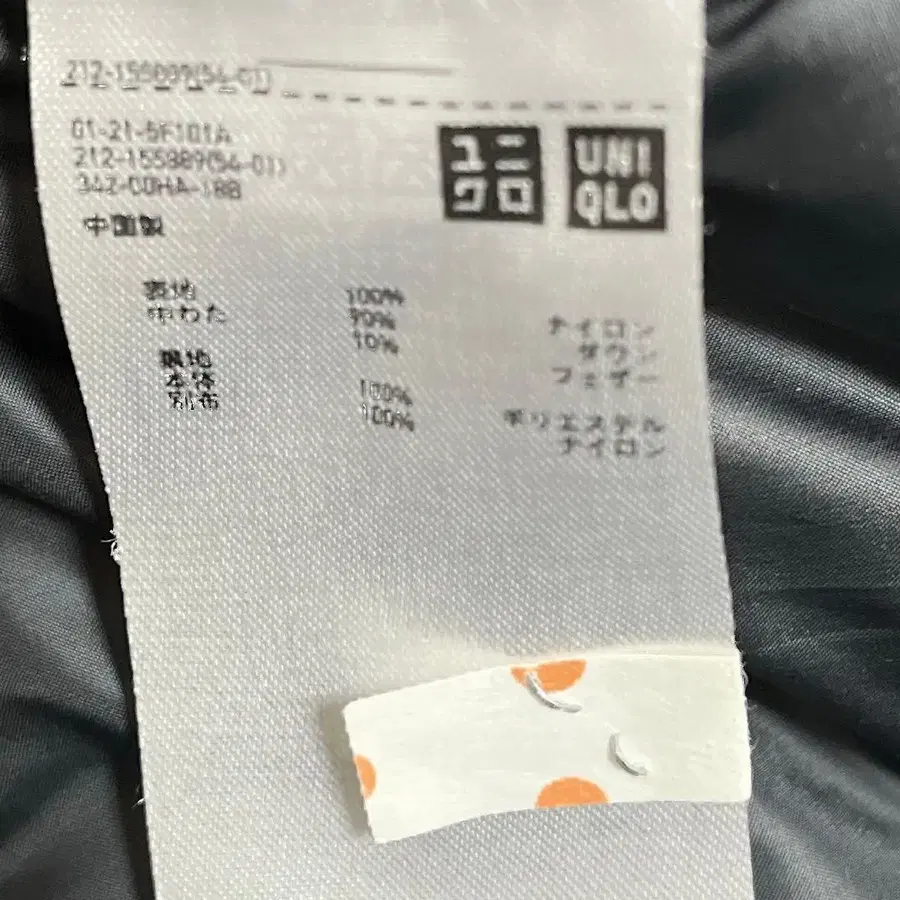 212-155889(54-01)
01-21-5F101A
212-155889(54-01)
342-COHA-18B
中国製
ユニ
クロ
UNI
QLO
表地 100% ナイロン
中わた 90% ダウン
10% フェザー
裏地
本体 100% ポリエステル
別布 100% ナイロン